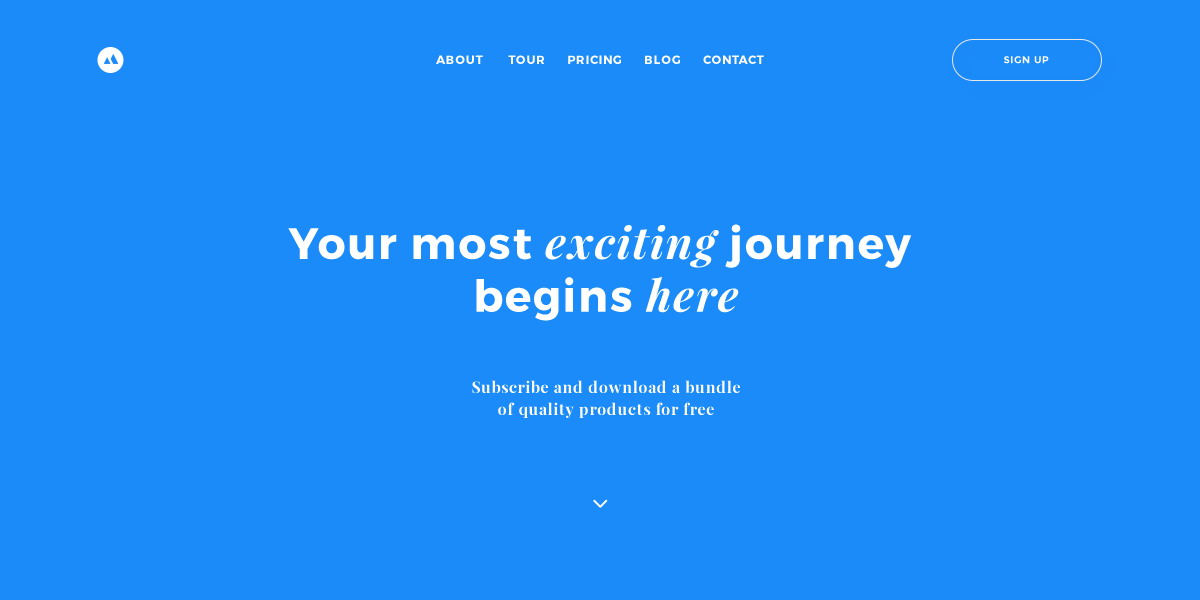 ABOUT TOUR PRICING BLOG CONTACT SIGN UP
Your most exciting journey
begins here
Subscribe and download a bundle
of quality products for free